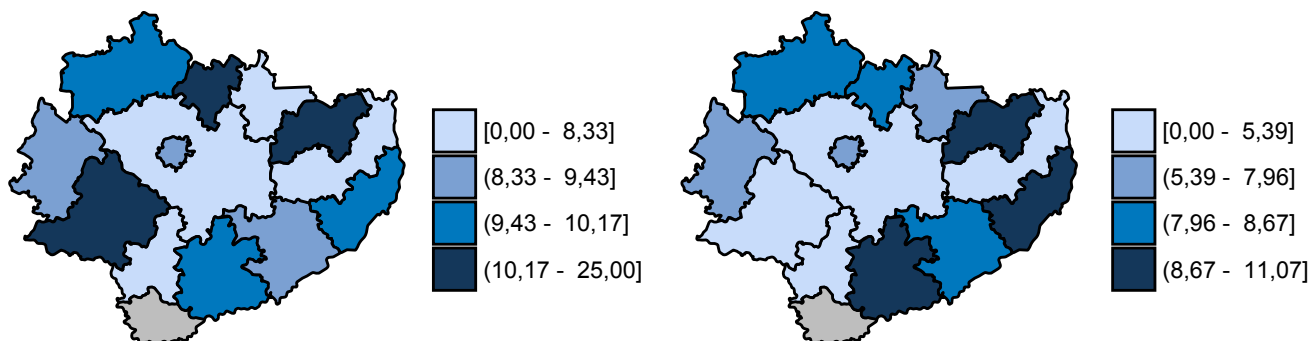 [0,00 - 8,33]
(8,33 - 9,43]
(9,43 - 10,17]
(10,17 - 25,00]
[0,00 - 5,39]
(5,39 - 7,96]
(7,96 - 8,67]
(8,67 - 11,07]